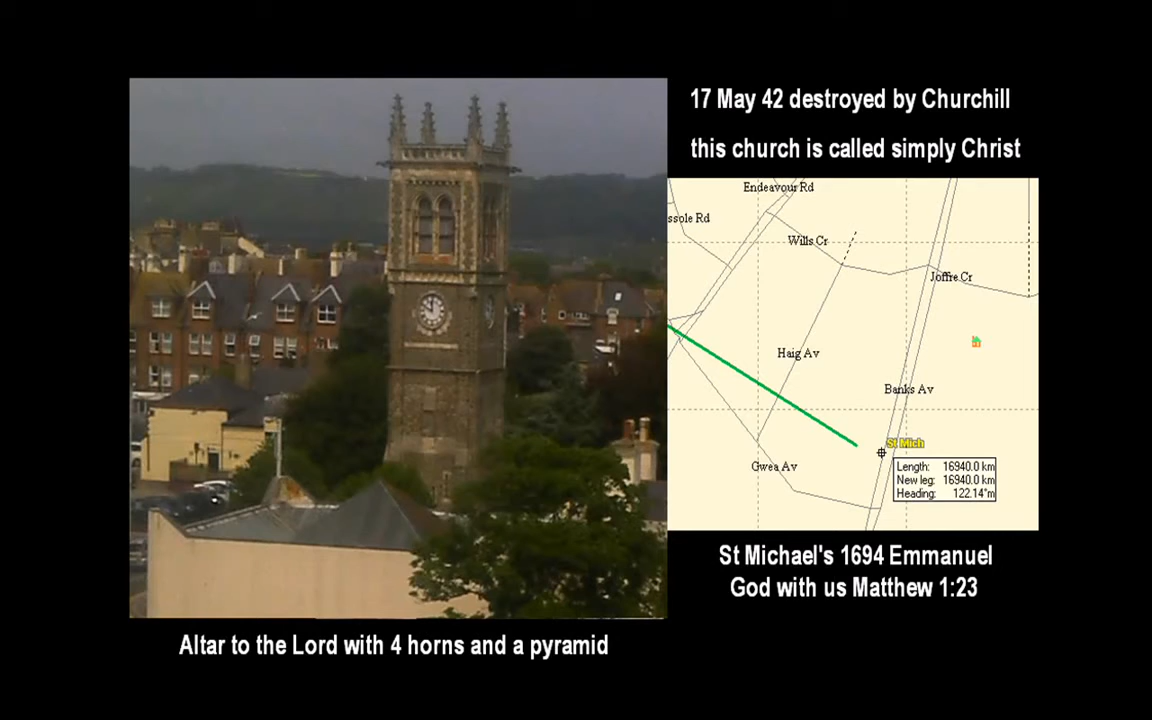 17 May 42 destroyed by Churchill
this church is called simply Christ
Endeavour Rd
ssole Rd
Wills Cr
Joffre Cr
Haig Av
Banks Av
St Mich
Gwea Av
Length: 16940.0 km
New leg: 16940.0 km
Heading: 122.14°m
St Michael's 1694 Emmanuel
God with us Matthew 1:23
Altar to the Lord with 4 horns and a pyramid